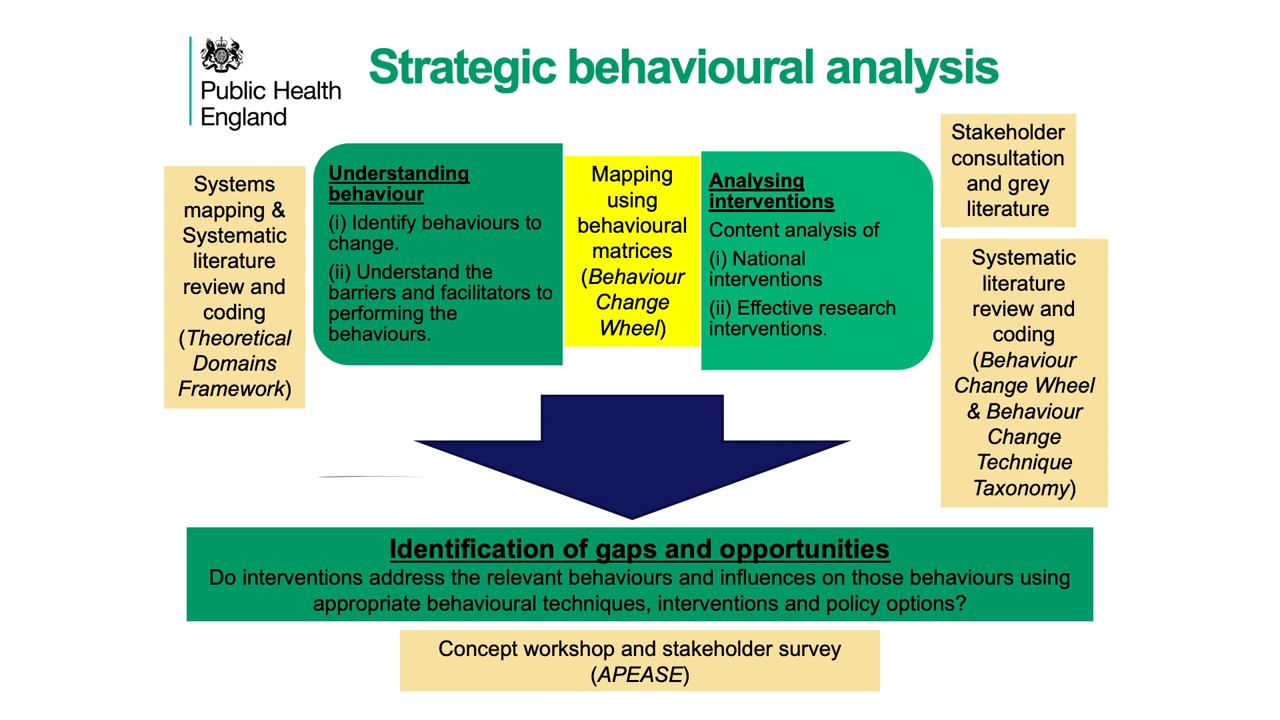 Public Health
England
Strategic behavioural analysis
Systems
mapping &
Systematic
literature
review and
coding
(Theoretical
Domains
Framework)
Understanding
behaviour
(i) Identify behaviours to
change.
(ii) Understand the
barriers and facilitators to
performing the
behaviours.
Mapping
using
behavioural
matrices
(Behaviour
Change
Wheel)
Analysing
interventions
Content analysis of
(i) National
interventions
(ii) Effective research
interventions.
Stakeholder
consultation
and grey
literature
Systematic
literature
review and
coding
(Behaviour
Change Wheel
& Behaviour
Change
Technique
Taxonomy)
Identification of gaps and opportunities
Do interventions address the relevant behaviours and influences on those behaviours using
appropriate behavioural techniques, interventions and policy options?
Concept workshop and stakeholder survey
(APEASE)